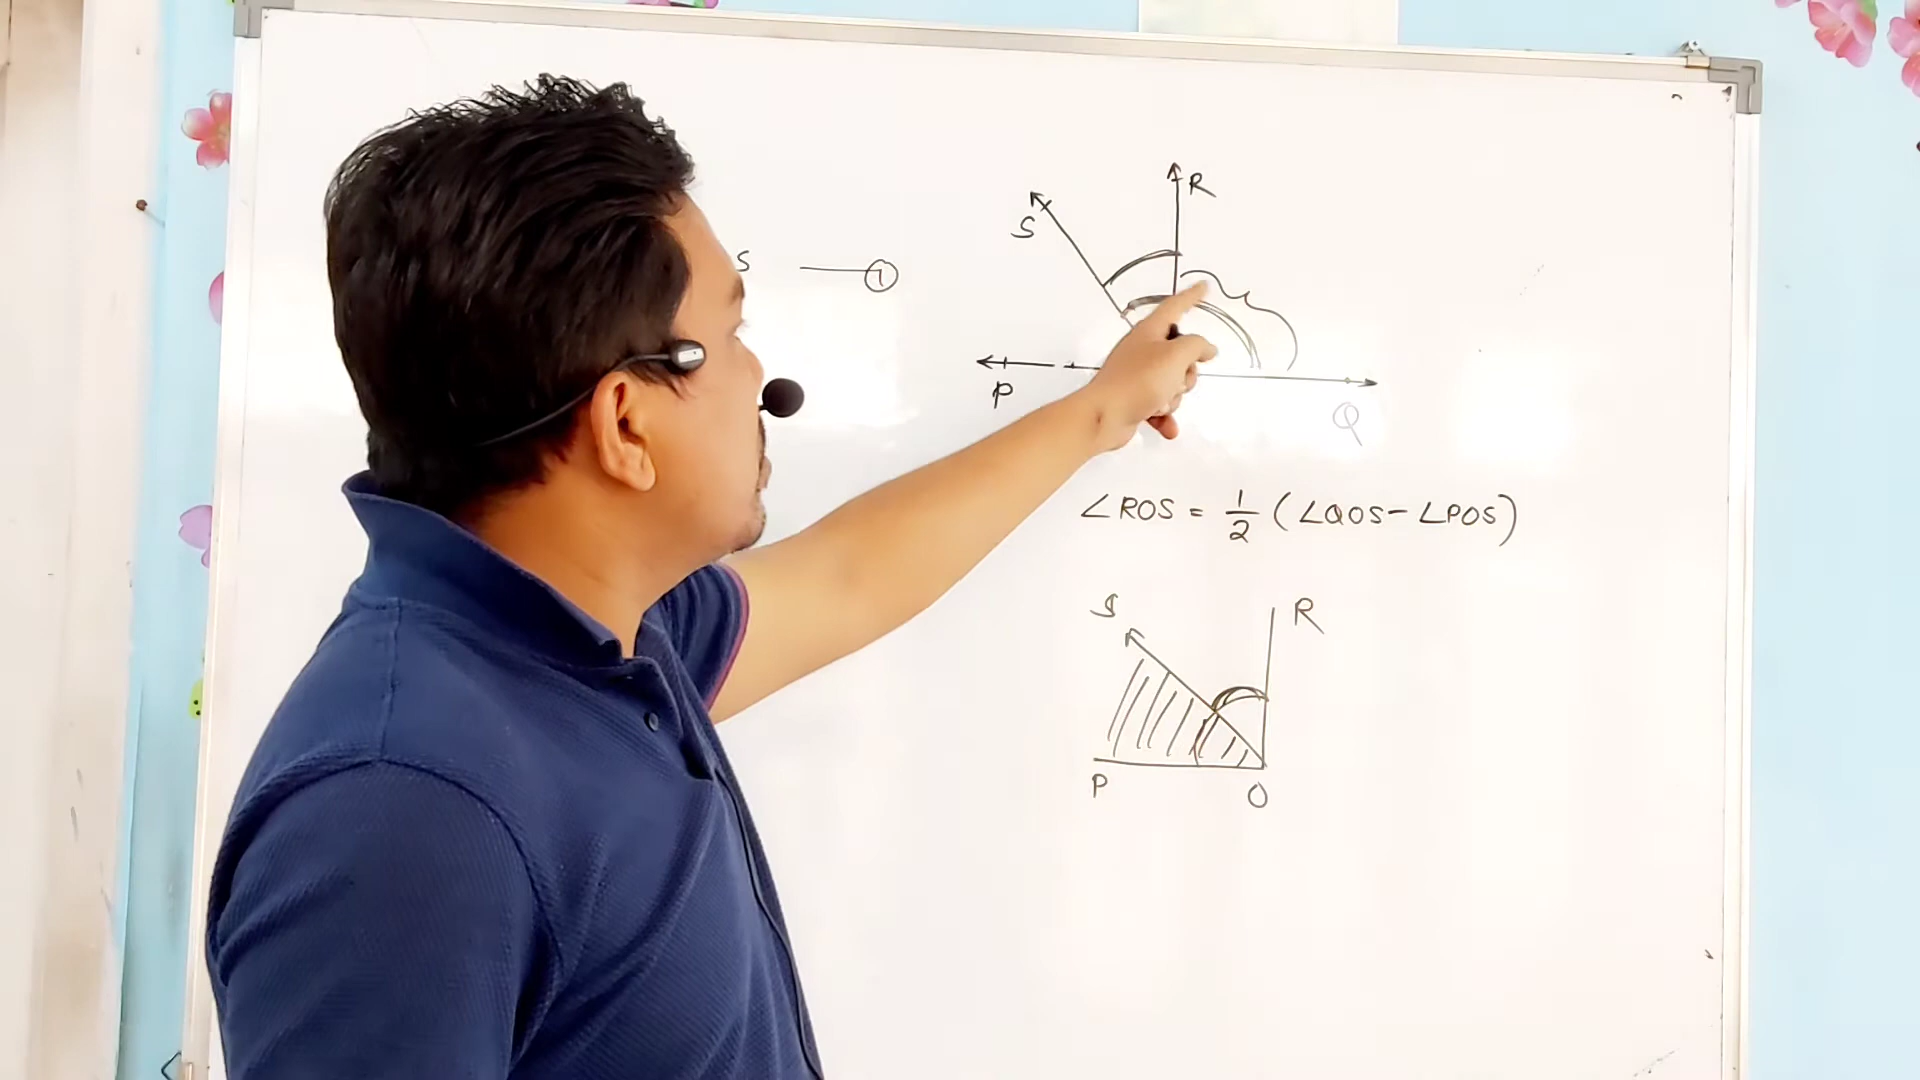 R
S
S ①
P
Q
∠ROS = 1/2 (∠QOS - ∠POS)
S R
P O